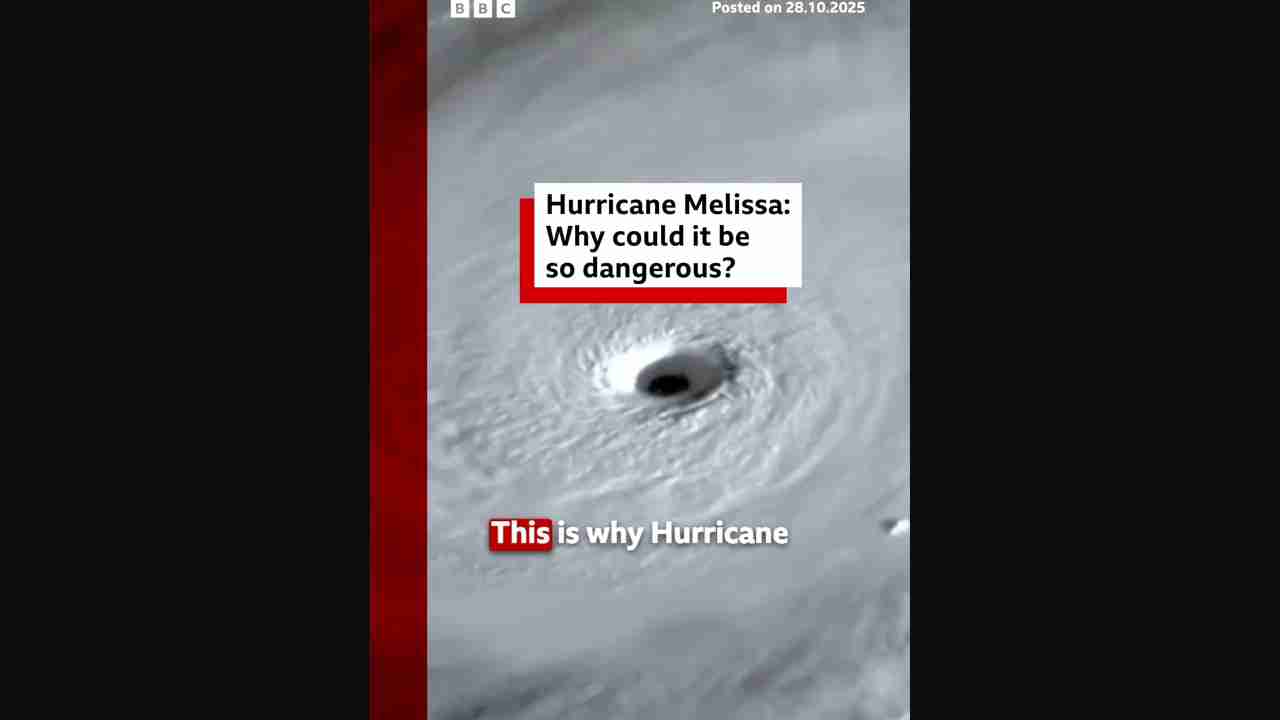 BBC
Posted on 28.10.2025
Hurricane Melissa:
Why could it be
so dangerous?
This is why Hurricane